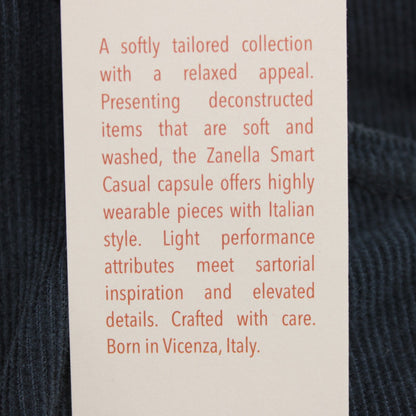 A softly tailored collection
with a relaxed appeal.
Presenting deconstructed
items that are soft and
washed, the Zanella Smart
Casual capsule offers highly
wearable pieces with Italian
style. Light performance
attributes meet sartorial
inspiration and elevated
details. Crafted with care.
Born in Vicenza, Italy.